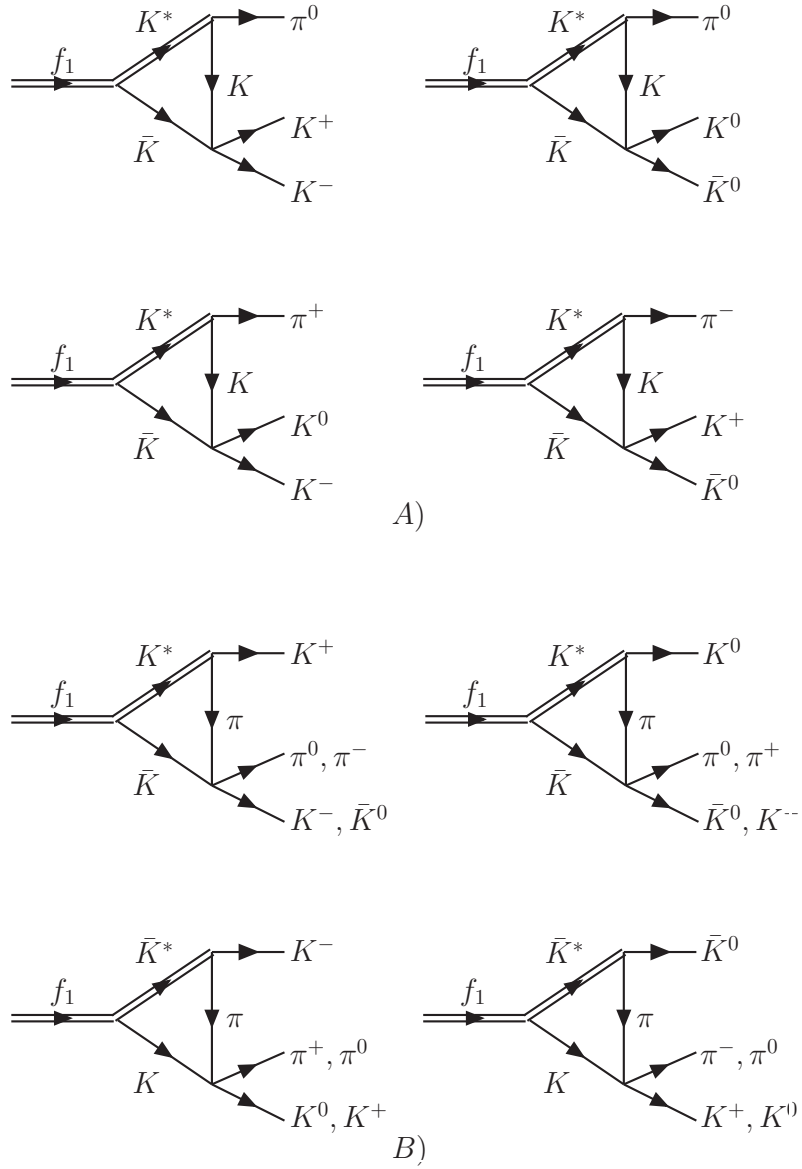 K* π⁰ K* π⁰
f₁ K f₁ K
K⁺ K⁰
K̄ K̄
K⁻ K̄⁰
K* π⁺ K* π⁻
f₁ K f₁ K
K⁰ K⁺
K̄ K̄
K⁻ K̄⁰
A)
K* K⁺ K* K⁰
f₁ π f₁ π
π⁰, π⁻ π⁰, π⁺
K̄ K̄
K⁻, K̄⁰ K̄⁰, K⁻
K̄* K⁻ K̄* K̄⁰
f₁ π f₁ π
π⁺, π⁰ π⁻, π⁰
K K
K⁰, K⁺ K⁺, K⁰
B)